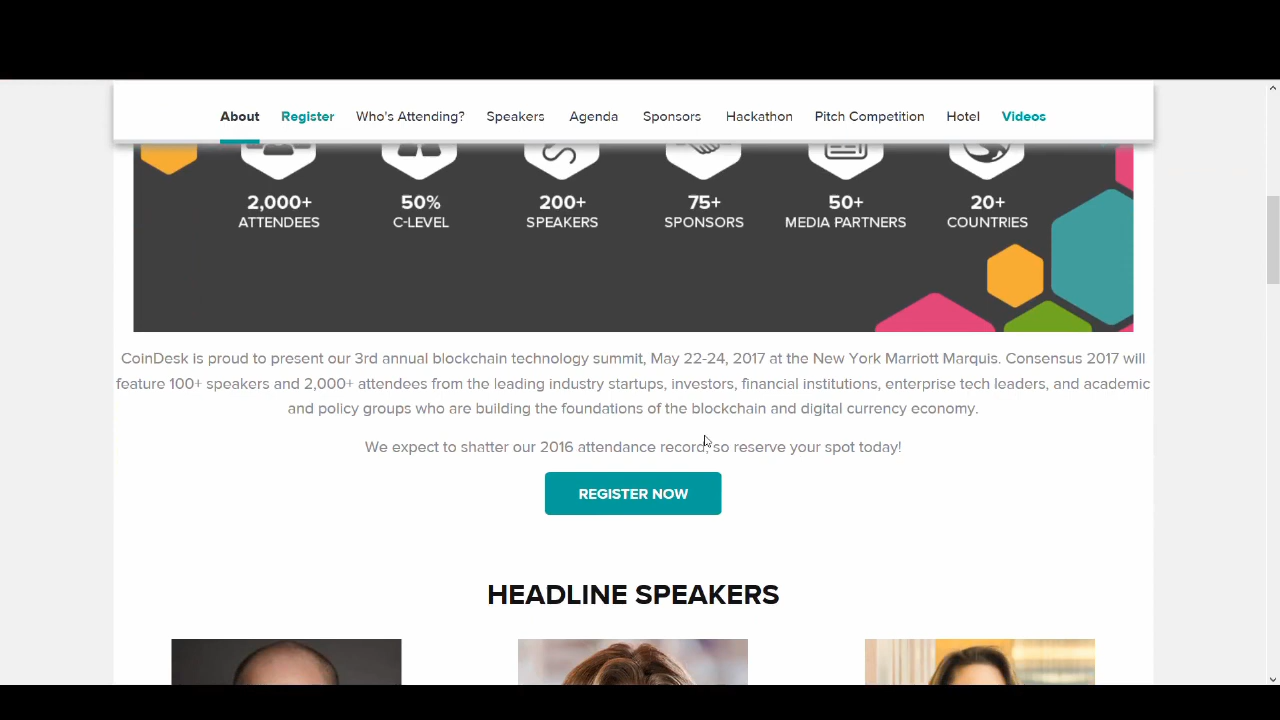 About Register Who's Attending? Speakers Agenda Sponsors Hackathon Pitch Competition Hotel Videos
2,000+ 50% 200+ 75+ 50+ 20+
ATTENDEES C-LEVEL SPEAKERS SPONSORS MEDIA PARTNERS COUNTRIES
CoinDesk is proud to present our 3rd annual blockchain technology summit, May 22-24, 2017 at the New York Marriott Marquis. Consensus 2017 will
feature 100+ speakers and 2,000+ attendees from the leading industry startups, investors, financial institutions, enterprise tech leaders, and academic
and policy groups who are building the foundations of the blockchain and digital currency economy.
We expect to shatter our 2016 attendance record, so reserve your spot today!
REGISTER NOW
HEADLINE SPEAKERS